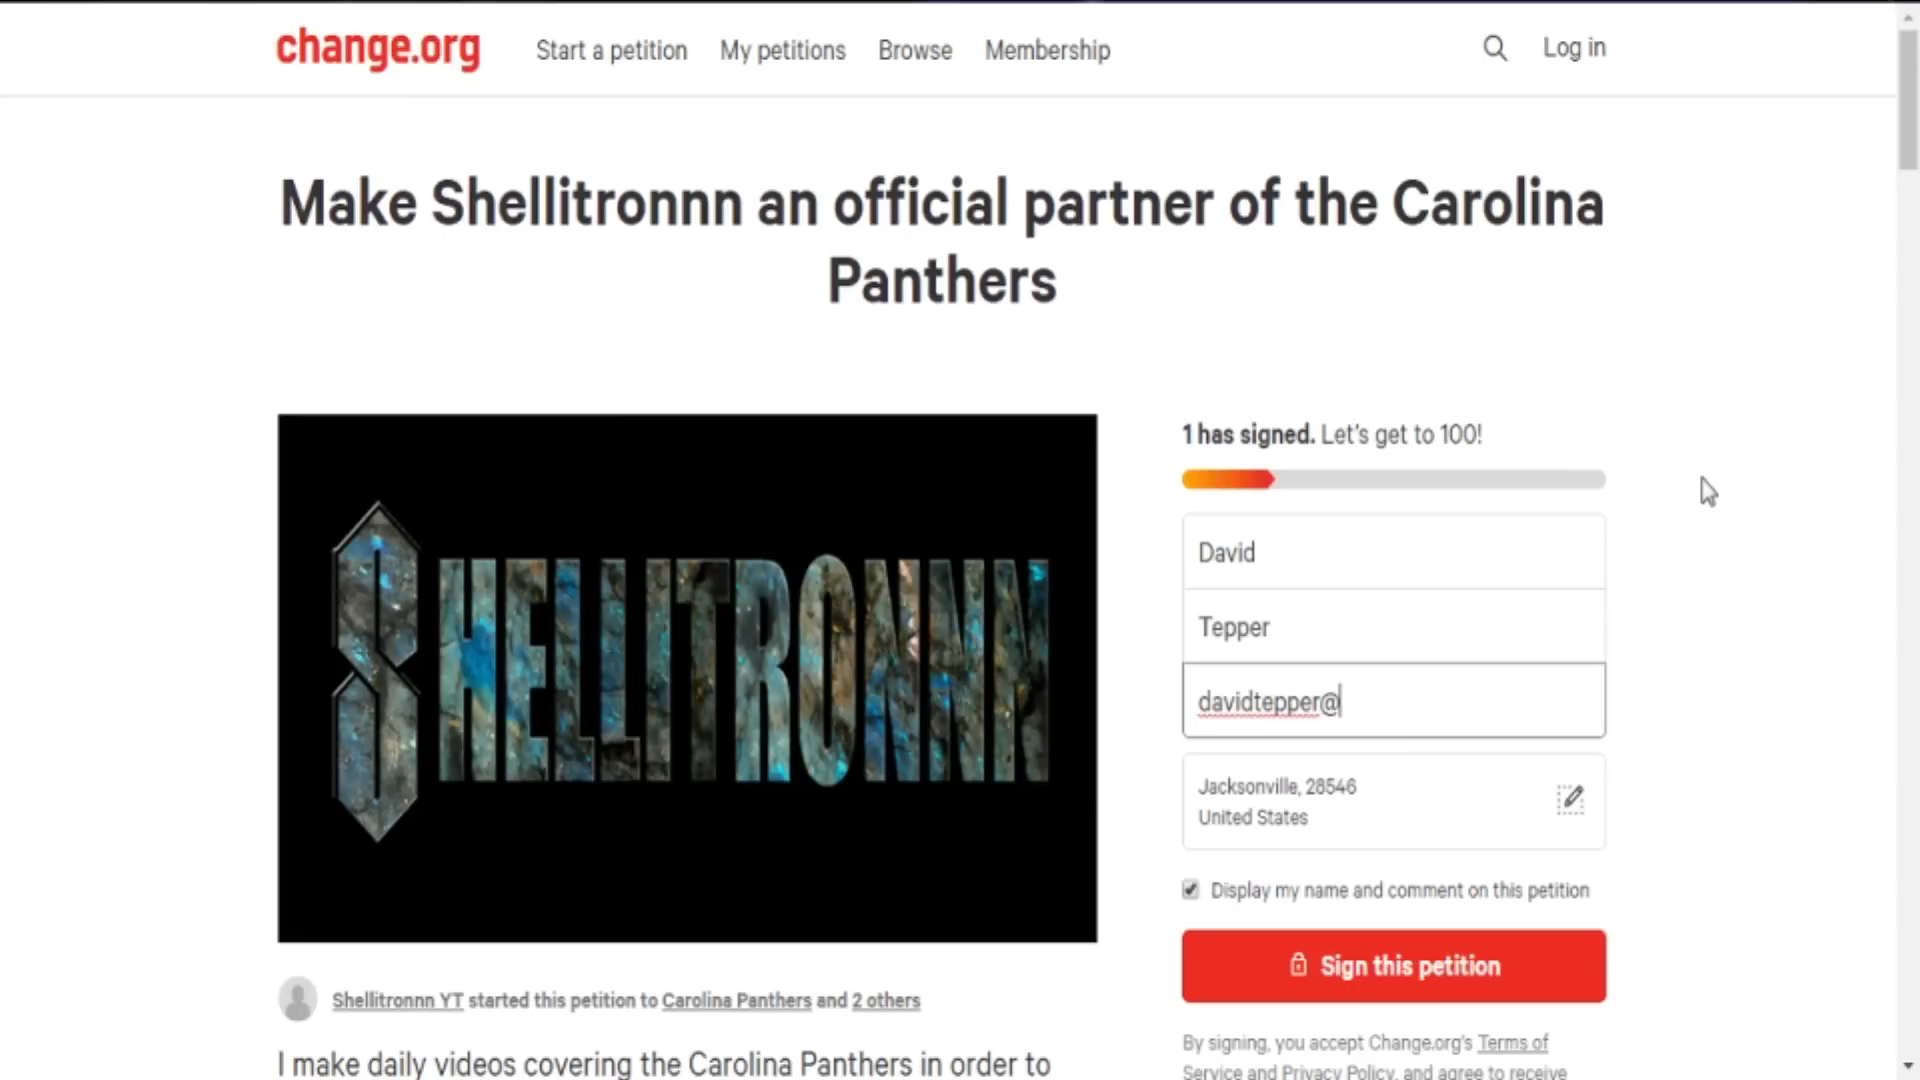 change.org Start a petition My petitions Browse Membership Log in
Make Shellitronnn an official partner of the Carolina
Panthers
SHELLITRONNN
1 has signed. Let's get to 100!
David
Tepper
davidtepper@
Jacksonville, 28546
United States
Display my name and comment on this petition
Sign this petition
Shellitronnn YT started this petition to Carolina Panthers and 2 others
By signing, you accept Change.org's Terms of
Service and Privacy Policy, and agree to receive
I make daily videos covering the Carolina Panthers in order to